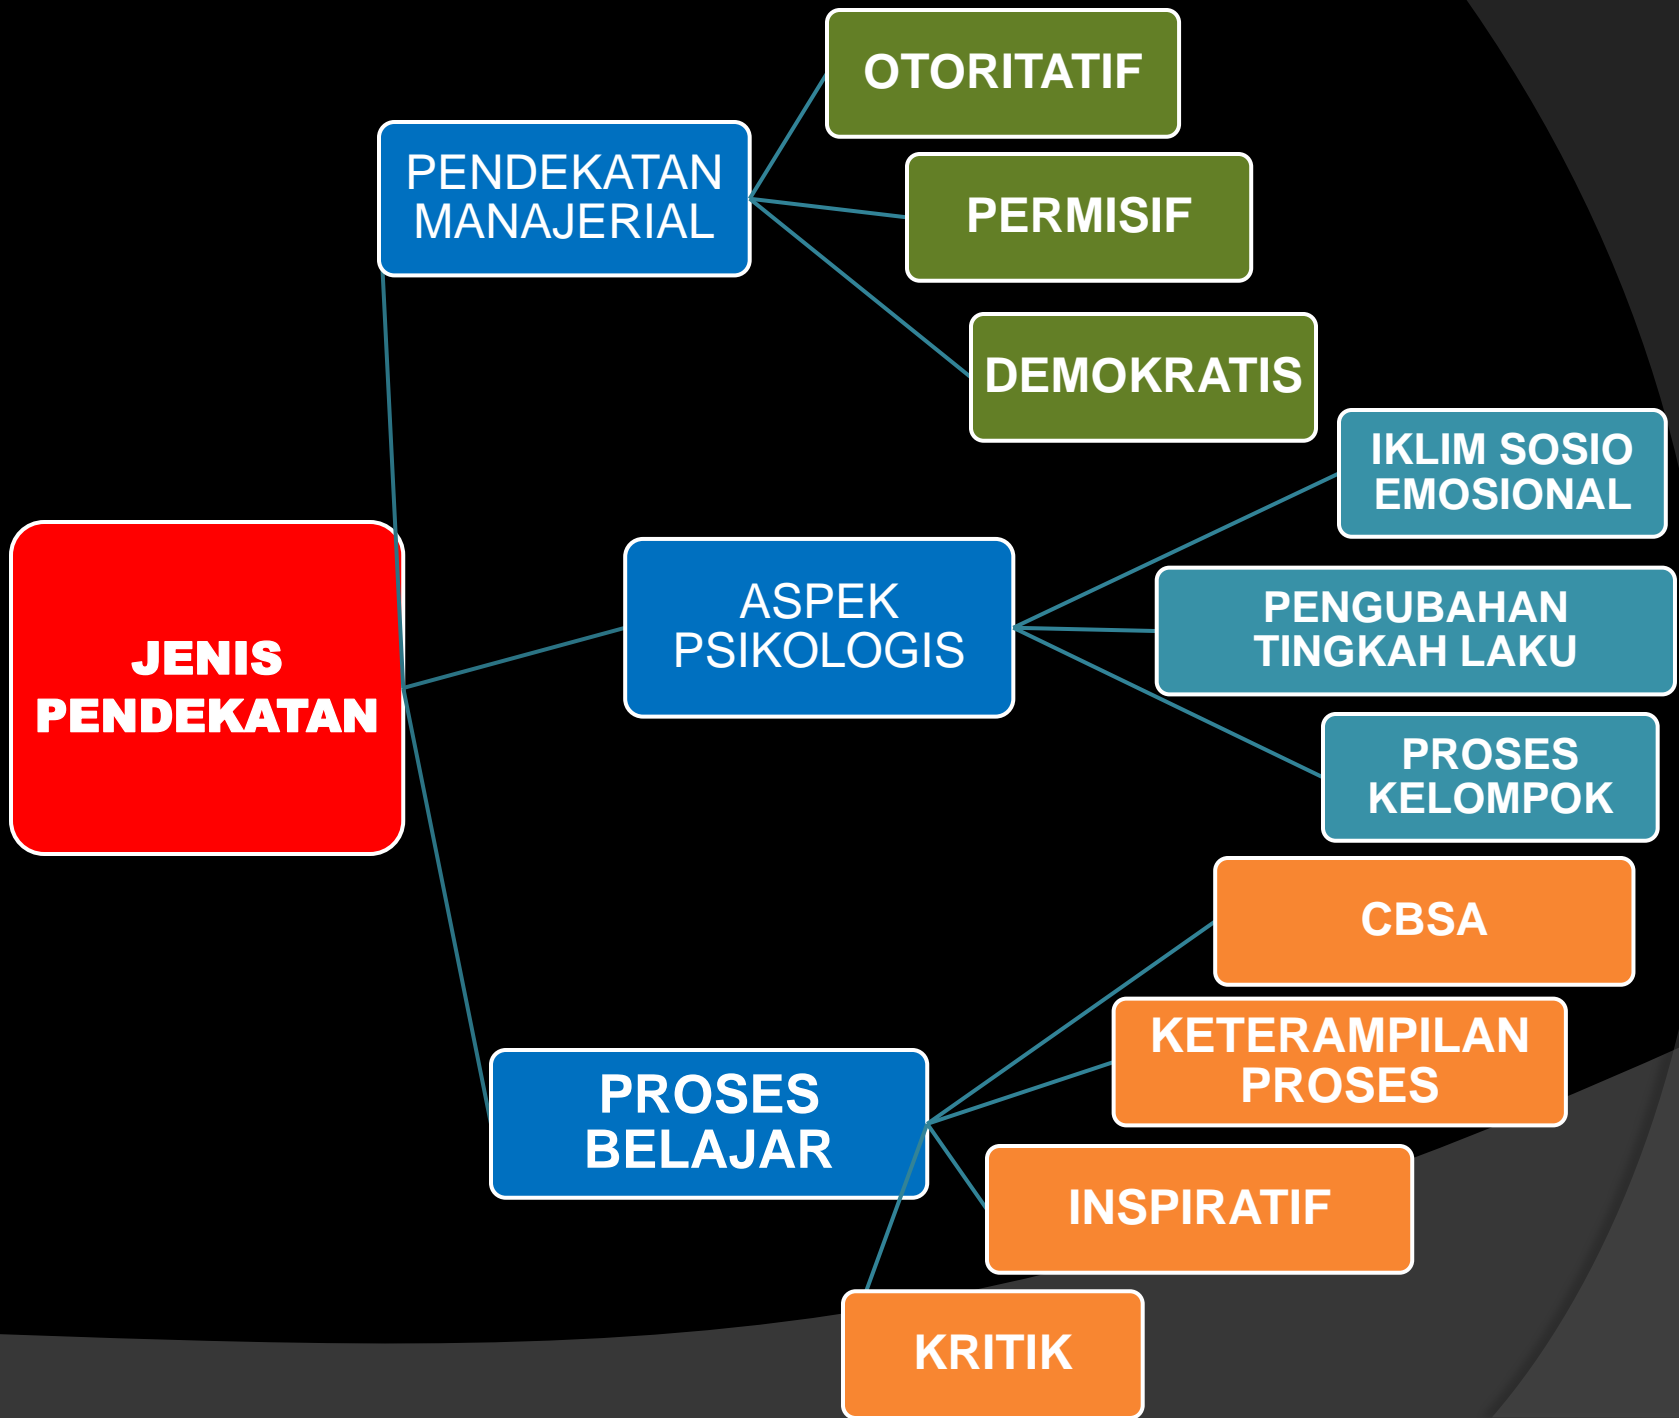 JENIS
PENDEKATAN
PENDEKATAN
MANAJERIAL
OTORITATIF
PERMISIF
DEMOKRATIS
ASPEK
PSIKOLOGIS
IKLIM SOSIO
EMOSIONAL
PENGUBAHAN
TINGKAH LAKU
PROSES
KELOMPOK
PROSES
BELAJAR
CBSA
KETERAMPILAN
PROSES
INSPIRATIF
KRITIK